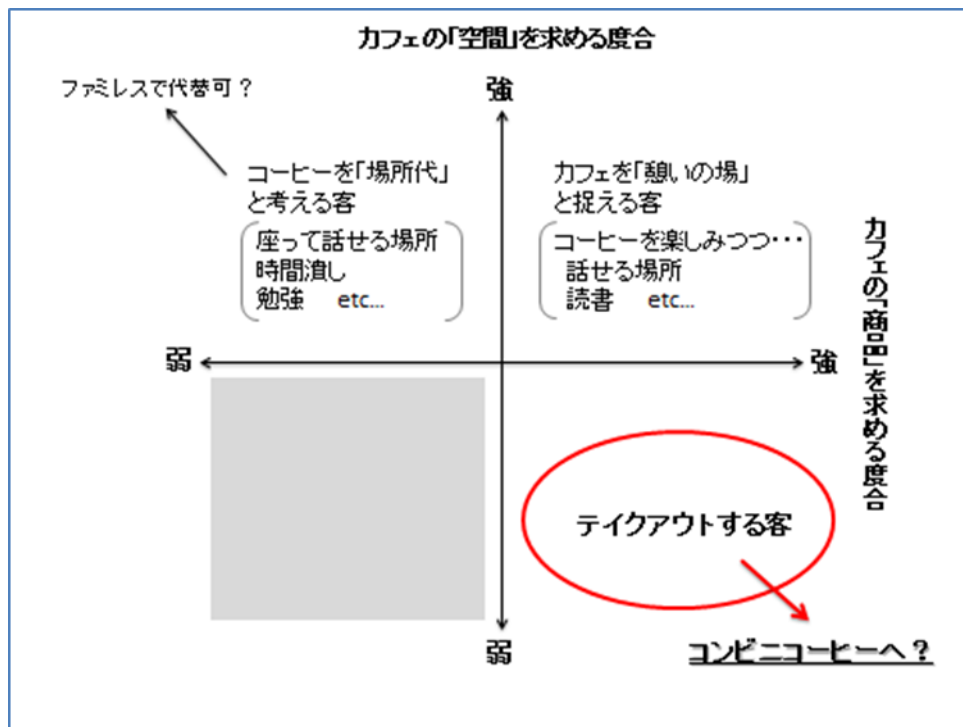 カフェの「空間」を求める度合
ファミレスで代替可？
強
コーヒーを「場所代」
と考える客
座って話せる場所
時間潰し
勉強 etc...
カフェを「憩いの場」
と捉える客
コーヒーを楽しみつつ・・・
話せる場所
読書 etc...
カフェの「商品」を求める度合
弱
強
テイクアウトする客
弱
コンビニコーヒーへ？